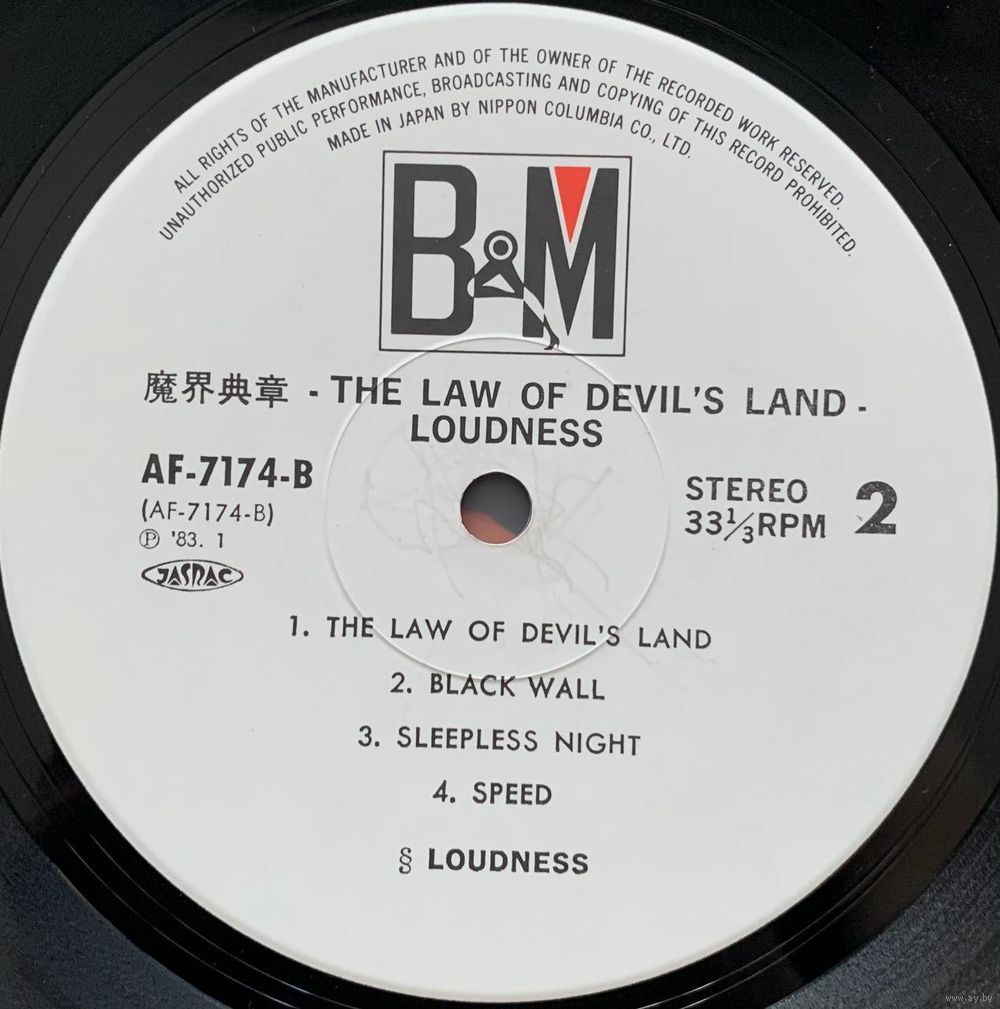 ALL RIGHTS OF THE MANUFACTURER AND OF THE OWNER OF THE RECORDED WORK RESERVED.
UNAUTHORIZED PUBLIC PERFORMANCE, BROADCASTING AND COPYING OF THIS RECORD PROHIBITED.
MADE IN JAPAN BY NIPPON COLUMBIA CO., LTD.
B&M
魔界典章 - THE LAW OF DEVIL'S LAND -
LOUDNESS
AF-7174-B
(AF-7174-B)
Ⓟ '83. 1
JASRAC
STEREO
33⅓RPM
2
1. THE LAW OF DEVIL'S LAND
2. BLACK WALL
3. SLEEPLESS NIGHT
4. SPEED
§ LOUDNESS
www.ay.by